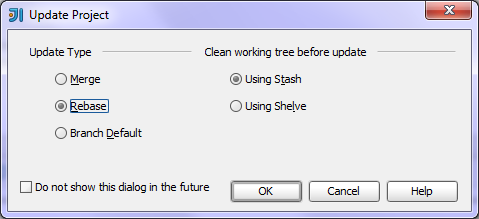 Update Project
Update Type
Clean working tree before update
Merge
Using Stash
Rebase
Using Shelve
Branch Default
Do not show this dialog in the future
OK
Cancel
Help